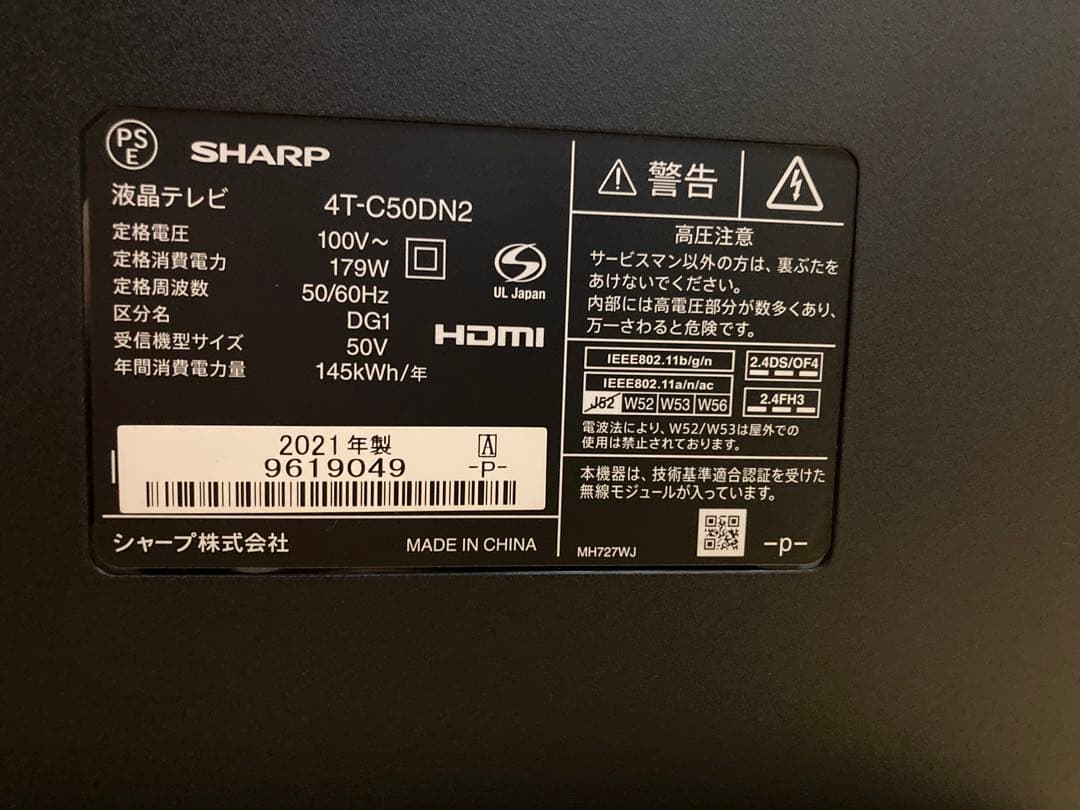 PS
E
SHARP
液晶テレビ 4T-C50DN2
定格電圧 100V~
定格消費電力 179W
定格周波数 50/60Hz
区分名 DG1
受信機型サイズ 50V
年間消費電力量 145kWh/年
UL Japan
HDMI
2021年製 A
9619049 -P-
シャープ株式会社 MADE IN CHINA
警告
高圧注意
サービスマン以外の方は、裏ぶたを
あけないでください。
内部には高電圧部分が数多くあり、
万一さわると危険です。
IEEE802.11b/g/n 2.4DS/OF4
IEEE802.11a/n/ac
J52 W52 W53 W56 2.4FH3
電波法により、W52/W53は屋外での
使用は禁止されております。
本機器は、技術基準適合認証を受けた
無線モジュールが入っています。
MH727WJ -p-